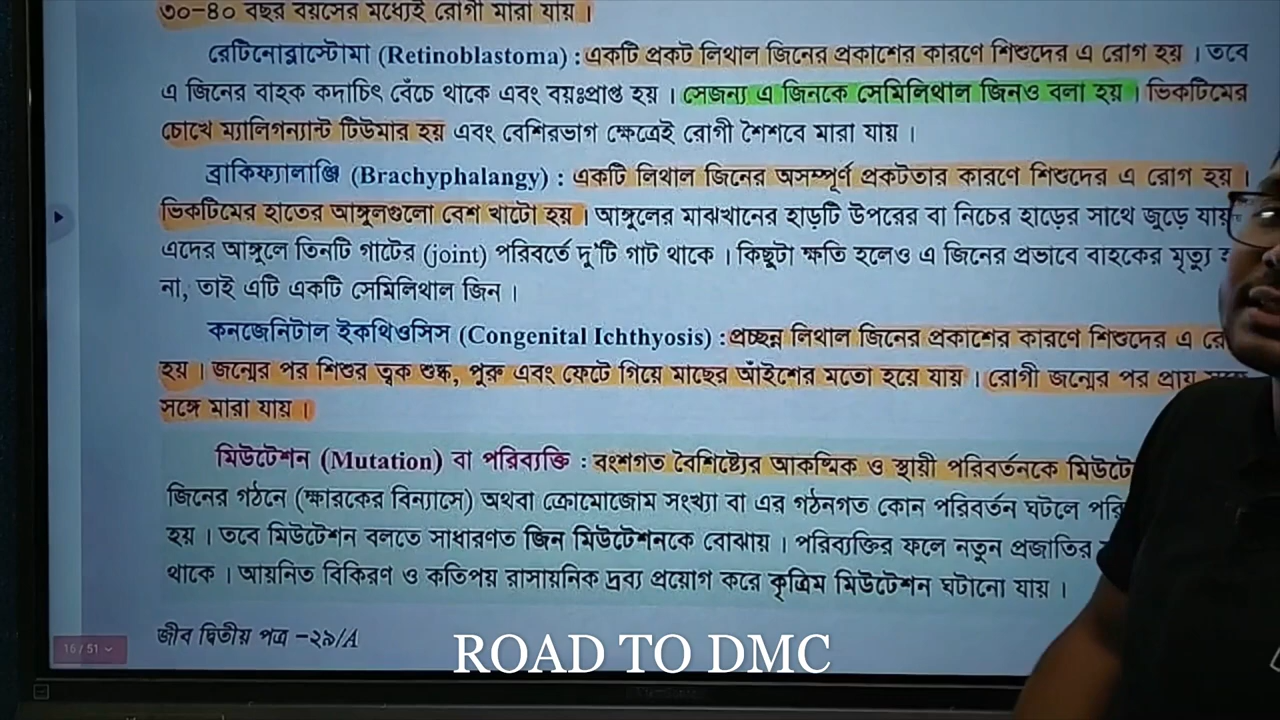 ৩০-৪০ বছর বয়সের মধ্যেই রোগী মারা যায়।
রেটিনোব্লাস্টোমা (Retinoblastoma) : একটি প্রকট লিথাল জিনের প্রকাশের কারণে শিশুদের এ রোগ হয়। তবে
এ জিনের বাহক কদাচিৎ বেঁচে থাকে এবং বয়ঃপ্রাপ্ত হয়। সেজন্য এ জিনকে সেমিলিথাল জিনও বলা হয়। ভিকটিমের
চোখে ম্যালিগন্যান্ট টিউমার হয় এবং বেশিরভাগ ক্ষেত্রেই রোগী শৈশবে মারা যায়।
ব্রাকিফ্যালাঞ্জি (Brachyphalangy) : একটি লিথাল জিনের অসম্পূর্ণ প্রকটতার কারণে শিশুদের এ রোগ হয়।
ভিকটিমের হাতের আঙ্গুলগুলো বেশ খাটো হয়। আঙ্গুলের মাঝখানের হাড়টি উপরের বা নিচের হাড়ের সাথে জুড়ে যায়
এদের আঙ্গুলে তিনটি গাটের (joint) পরিবর্তে দু'টি গাট থাকে। কিছুটা ক্ষতি হলেও এ জিনের প্রভাবে বাহকের মৃত্যু
না, তাই এটি একটি সেমিলিথাল জিন।
কনজেনিটাল ইকথিওসিস (Congenital Ichthyosis) : প্রচ্ছন্ন লিথাল জিনের প্রকাশের কারণে শিশুদের এ
হয়। জন্মের পর শিশুর ত্বক শুষ্ক, পুরু এবং ফেটে গিয়ে মাছের আঁইশের মতো হয়ে যায়। রোগী জন্মের পর প্রায়
সঙ্গে মারা যায়।
মিউটেশন (Mutation) বা পরিব্যক্তি : বংশগত বৈশিষ্ট্যের আকস্মিক ও স্থায়ী পরিবর্তনকে মিউটে
জিনের গঠনে (ক্ষারকের বিন্যাসে) অথবা ক্রোমোজোম সংখ্যা বা এর গঠনগত কোন পরিবর্তন ঘটলে পরি
হয়। তবে মিউটেশন বলতে সাধারণত জিন মিউটেশনকে বোঝায়। পরিব্যক্তির ফলে নতুন প্রজাতির
থাকে। আয়নিত বিকিরণ ও কতিপয় রাসায়নিক দ্রব্য প্রয়োগ করে কৃত্রিম মিউটেশন ঘটানো যায়।
জীব দ্বিতীয় পত্র -২৯/A
16 / 51
ROAD TO DMC